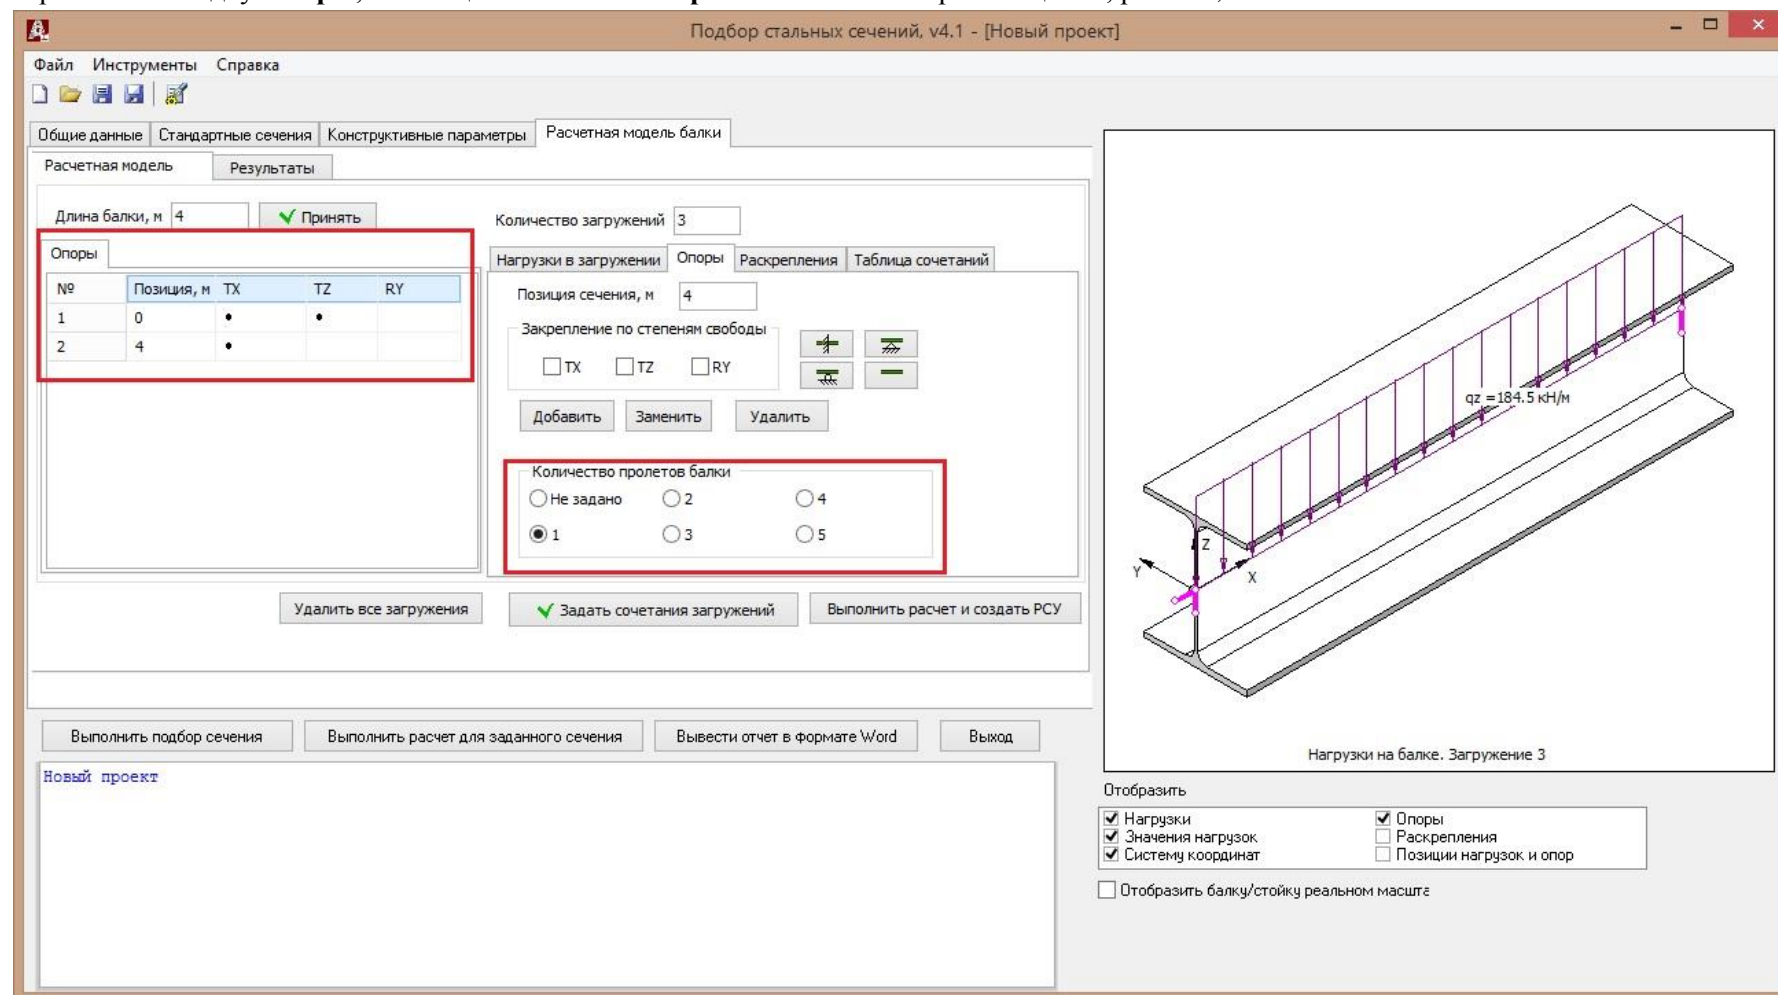 Подбор стальных сечений, v4.1 - [Новый проект]
Файл Инструменты Справка
Общие данные Стандартные сечения Конструктивные параметры Расчетная модель балки
Расчетная модель Результаты
Длина балки, м 4 Принять
Количество загружений 3
Опоры
№ Позиция, м TX TZ RY
1 0 • •
2 4 •
Нагрузки в загружении Опоры Раскрепления Таблица сочетаний
Позиция сечения, м 4
Закрепление по степеням свободы
TX TZ RY
Добавить Заменить Удалить
Количество пролетов балки
Не задано 2 4
1 3 5
Удалить все загружения Задать сочетания загружений Выполнить расчет и создать РСУ
Выполнить подбор сечения Выполнить расчет для заданного сечения Вывести отчет в формате Word Выход
Новый проект
qz =184.5 кН/м
Z
Y
X
Нагрузки на балке. Загружение 3
Отобразить
Нагрузки Опоры
Значения нагрузок Раскрепления
Систему координат Позиции нагрузок и опор
Отобразить балку/стойку реальном масшта